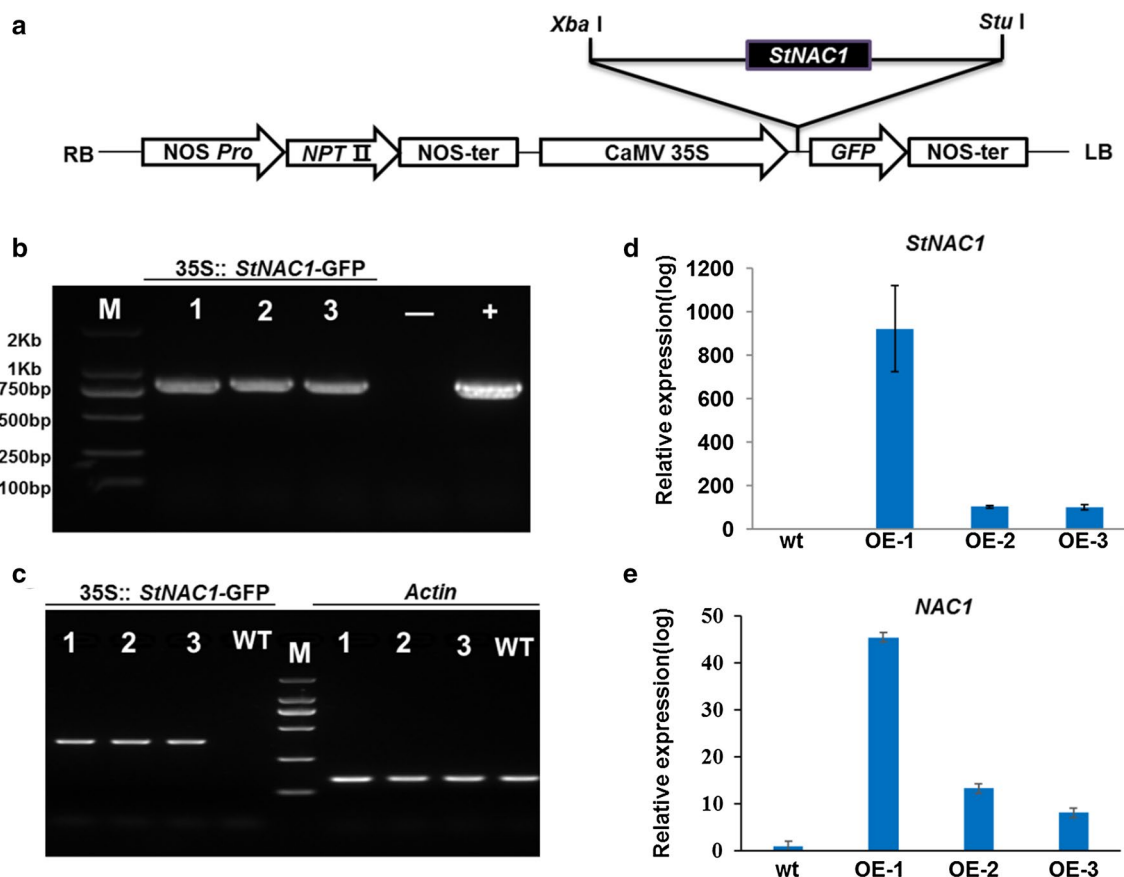 a
Xba I
Stu I
StNAC1
RB
NOS Pro
NPT II
NOS-ter
CaMV 35S
GFP
NOS-ter
LB
b
35S:: StNAC1-GFP
M 1 2 3 — +
2Kb
1Kb
750bp
500bp
250bp
100bp
c
35S:: StNAC1-GFP
Actin
1 2 3 WT M 1 2 3 WT
d
StNAC1
Relative expression(log)
1200
1000
800
600
400
200
0
wt OE-1 OE-2 OE-3
e
NAC1
Relative expression(log)
50
40
30
20
10
0
wt OE-1 OE-2 OE-3